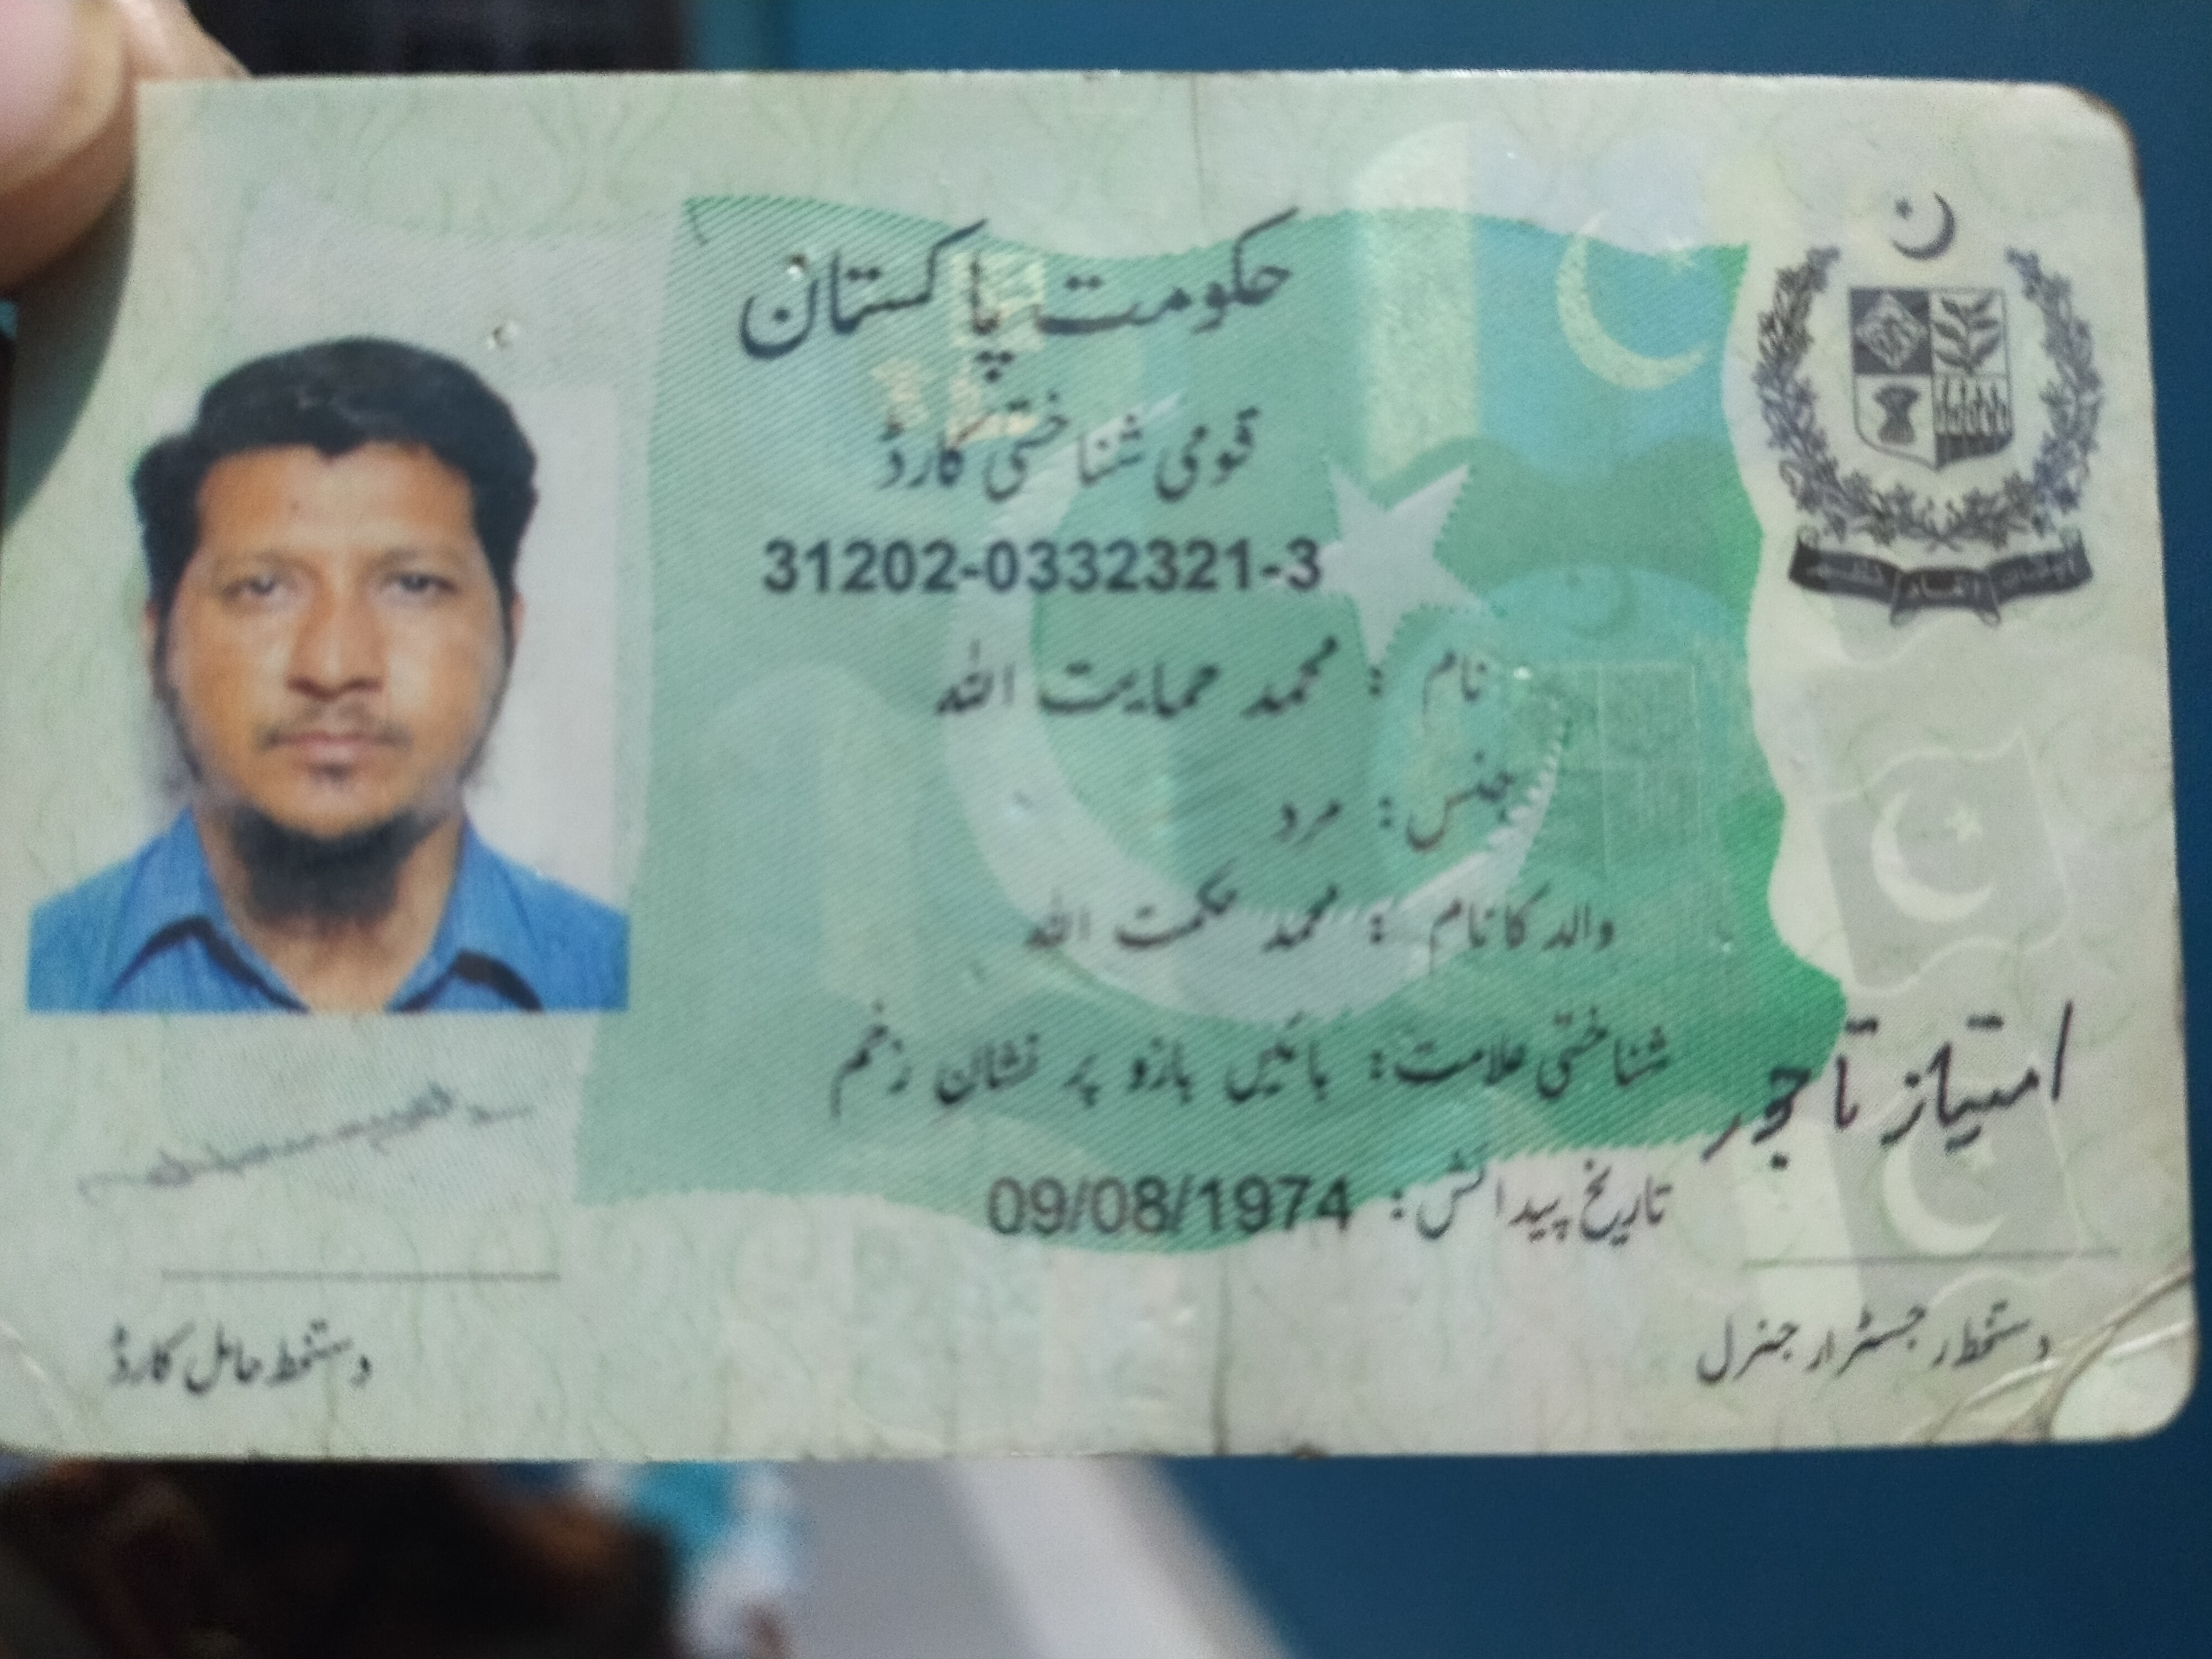 حکومت پاکستان
قومی شناختی کارڈ
31202-0332321-3
نام : محمد حمایت اللہ
جنس : مرد
والد کا نام : محمد حکمت اللہ
شناختی علامت: بائیں بازو پر نشان زخم
تاریخ پیدائش: 09/08/1974
امتیاز تاجور
دستخط رجسٹرار جنرل
دستخط حامل کارڈ